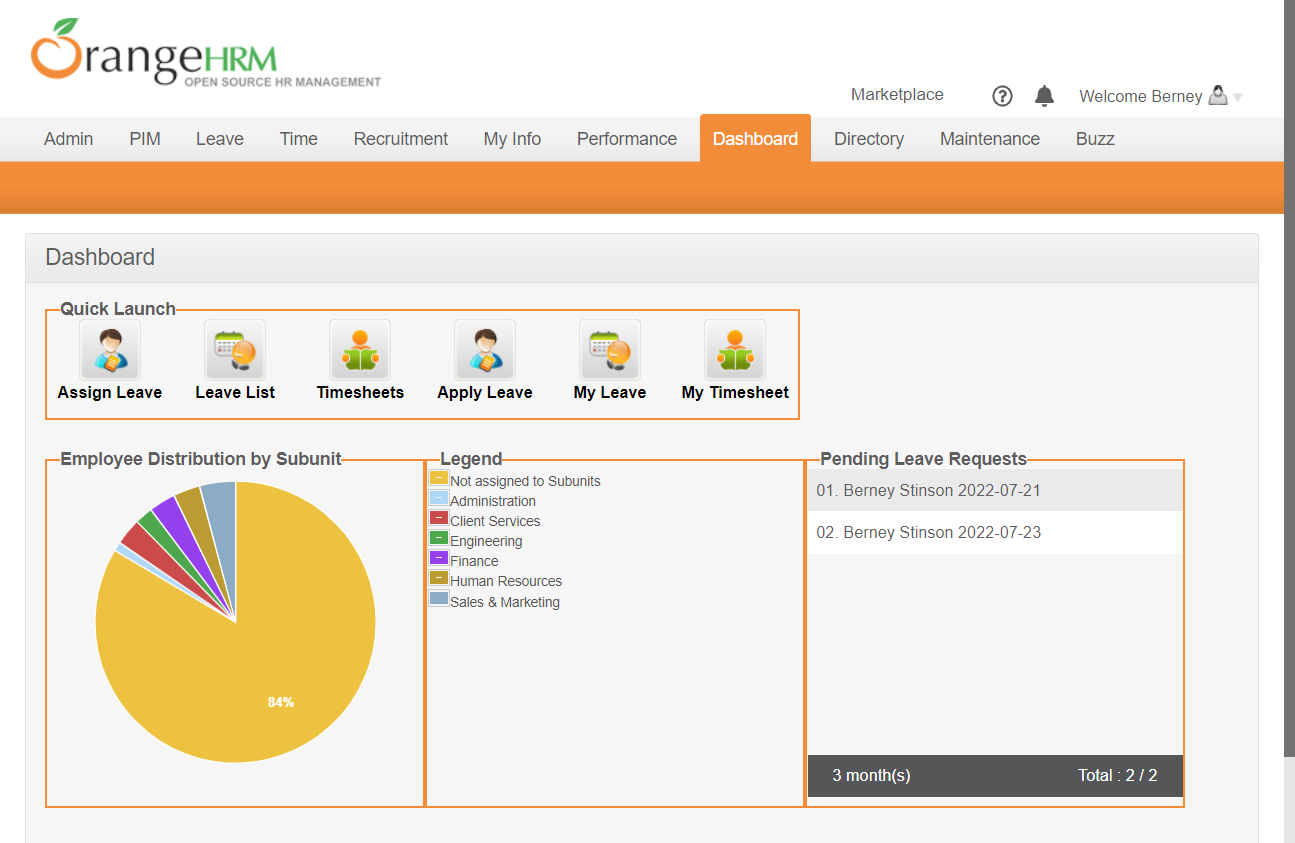 OrangeHRM
OPEN SOURCE HR MANAGEMENT
Marketplace ? Welcome Berney
Admin PIM Leave Time Recruitment My Info Performance Dashboard Directory Maintenance Buzz
Dashboard
Quick Launch
Assign Leave Leave List Timesheets Apply Leave My Leave My Timesheet
Employee Distribution by Subunit
84%
Legend
Not assigned to Subunits
Administration
Client Services
Engineering
Finance
Human Resources
Sales & Marketing
Pending Leave Requests
01. Berney Stinson 2022-07-21
02. Berney Stinson 2022-07-23
3 month(s) Total : 2 / 2